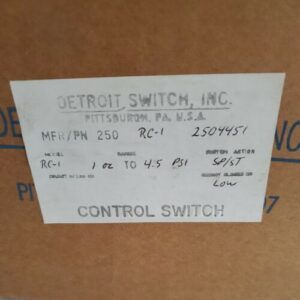 DETROIT SWITCH, INC.
PITTSBURGH, PA, U.S.A
MFR/PN 250 RC-1 2504451
MODEL RANGE SWITCH ACTION
RC-1 1 oz TO 4.5 PSI SP/ST
Low
CONTROL SWITCH